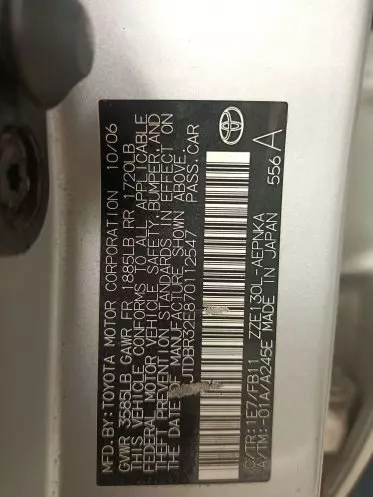 MFD. BY: TOYOTA MOTOR CORPORATION 10/06
GVWR 3585LB GAWR FR 1885LB RR 1720LB
THIS VEHICLE CONFORMS TO ALL APPLICABLE
FEDERAL MOTOR VEHICLE SAFETY, BUMPER, AND
THEFT PREVENTION STANDARDS IN EFFECT ON
THE DATE OF MANUFACTURE SHOWN ABOVE.
JTDBR32E870112547 PASS.CAR
C/TR: 1E7/FB11 ZZE130L-AEPNKA
A/TM: -01A/A245E MADE IN JAPAN
556 A